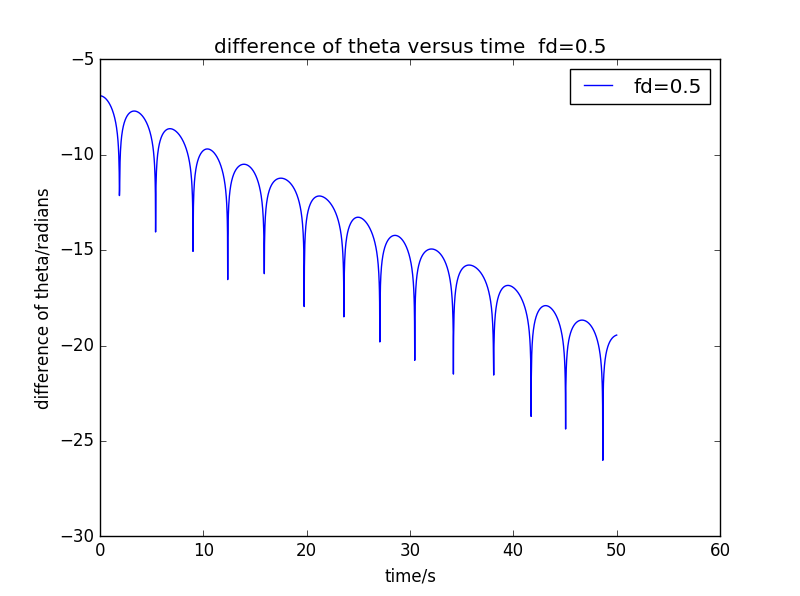 difference of theta versus time  fd=0.5
fd=0.5
−5
−10
−15
−20
−25
−30
difference of theta/radians
0 10 20 30 40 50 60
time/s